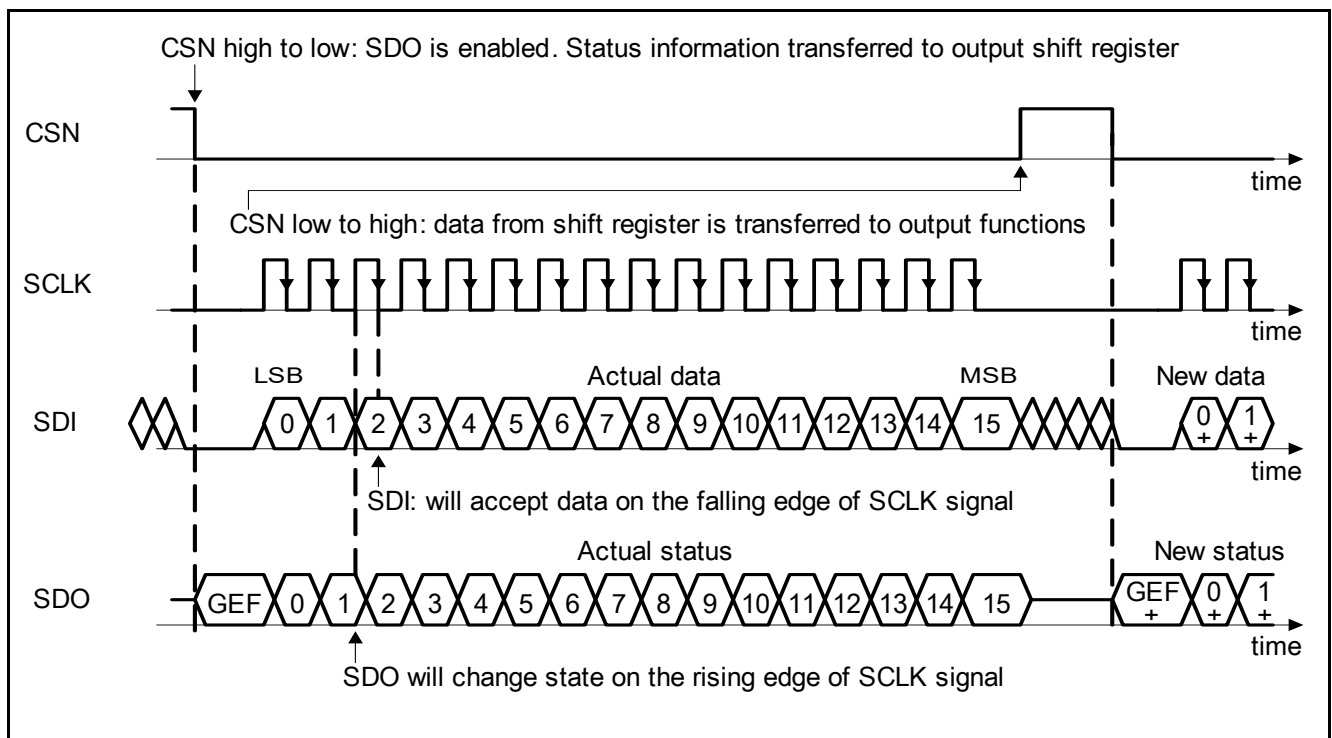 CSN high to low: SDO is enabled. Status information transferred to output shift register
CSN
time
CSN low to high: data from shift register is transferred to output functions
SCLK
time
LSB Actual data MSB New data
SDI 0 1 2 3 4 5 6 7 8 9 10 11 12 13 14 15 0+ 1+
time
SDI: will accept data on the falling edge of SCLK signal
Actual status New status
SDO GEF 0 1 2 3 4 5 6 7 8 9 10 11 12 13 14 15 GEF+ 0+ 1+
time
SDO will change state on the rising edge of SCLK signal